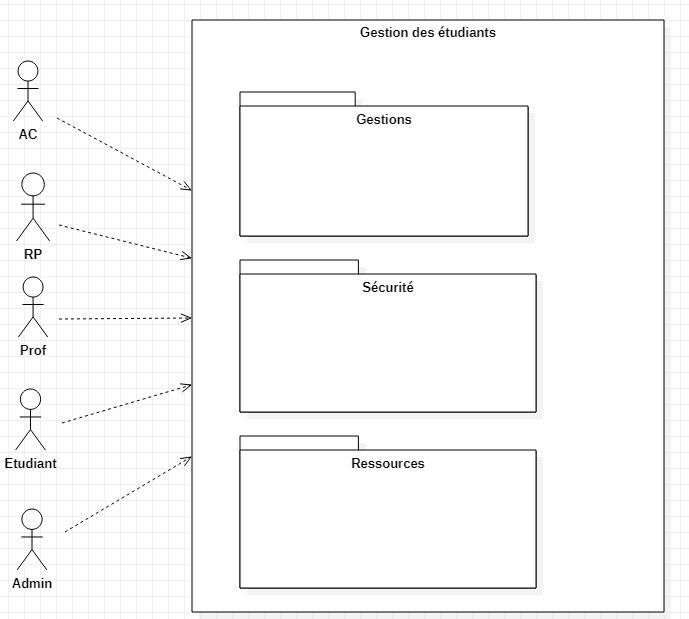 Gestion des étudiants
AC
Gestions
RP
Sécurité
Prof
Etudiant
Ressources
Admin